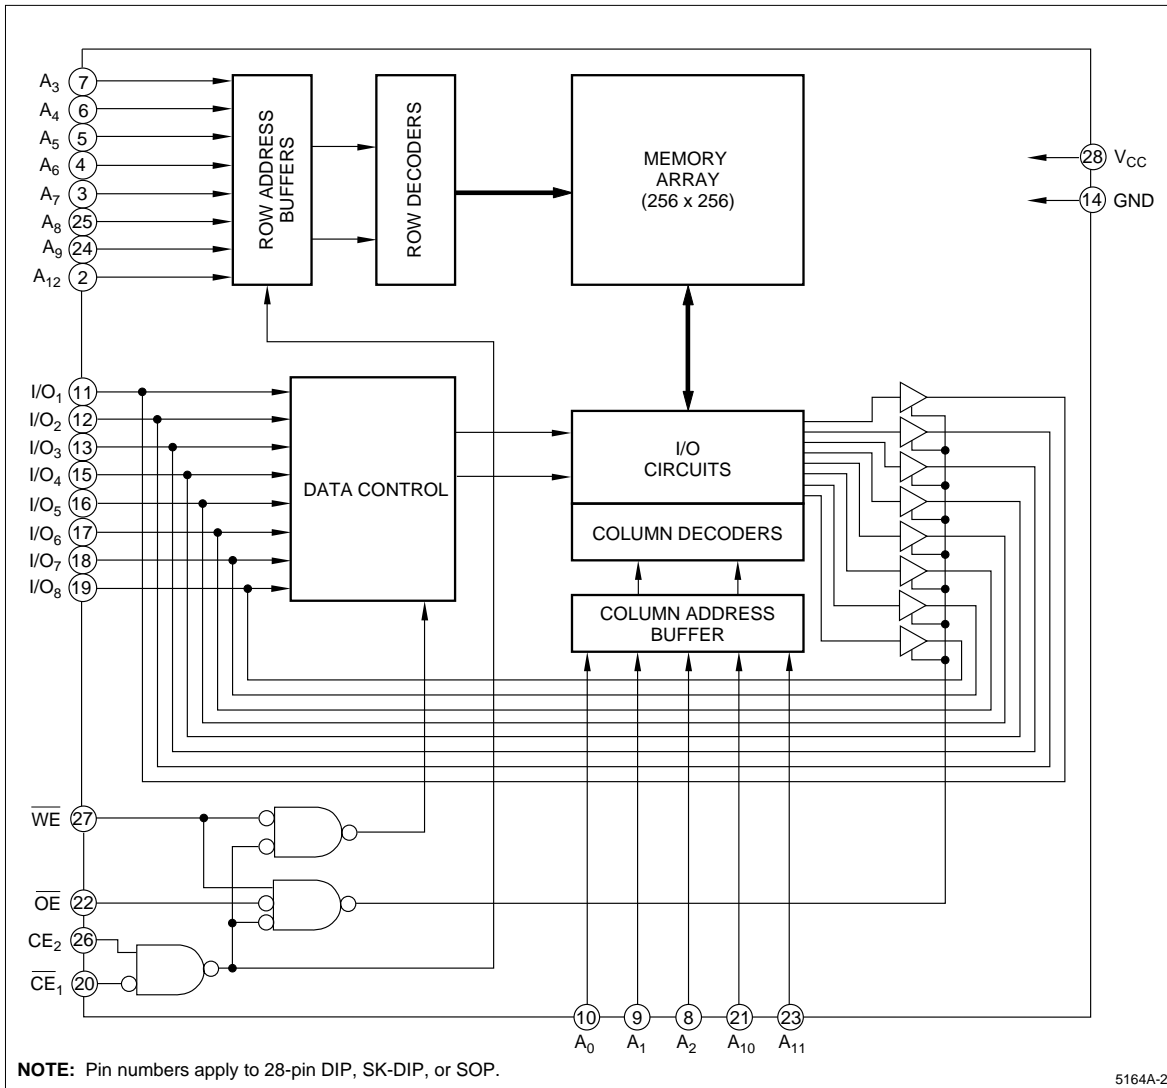 A3 7
A4 6
A5 5
A6 4
A7 3
A8 25
A9 24
A12 2
ROW ADDRESS
BUFFERS
ROW DECODERS
MEMORY
ARRAY
(256 x 256)
28 VCC
14 GND
I/O1 11
I/O2 12
I/O3 13
I/O4 15
I/O5 16
I/O6 17
I/O7 18
I/O8 19
DATA CONTROL
I/O
CIRCUITS
COLUMN DECODERS
COLUMN ADDRESS
BUFFER
W̅E̅ 27
O̅E̅ 22
CE2 26
C̅E̅1 20
10 9 8 21 23
A0 A1 A2 A10 A11
NOTE: Pin numbers apply to 28-pin DIP, SK-DIP, or SOP.
5164A-2